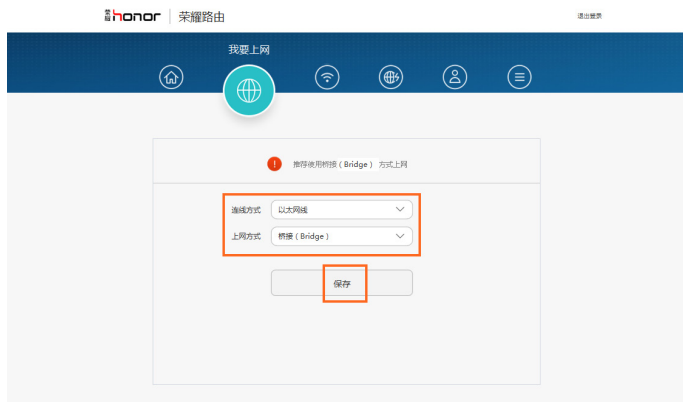 荣耀 honor 荣耀路由 退出登录
我要上网
推荐使用桥接（Bridge） 方式上网
连线方式 以太网线
上网方式 桥接（Bridge）
保存